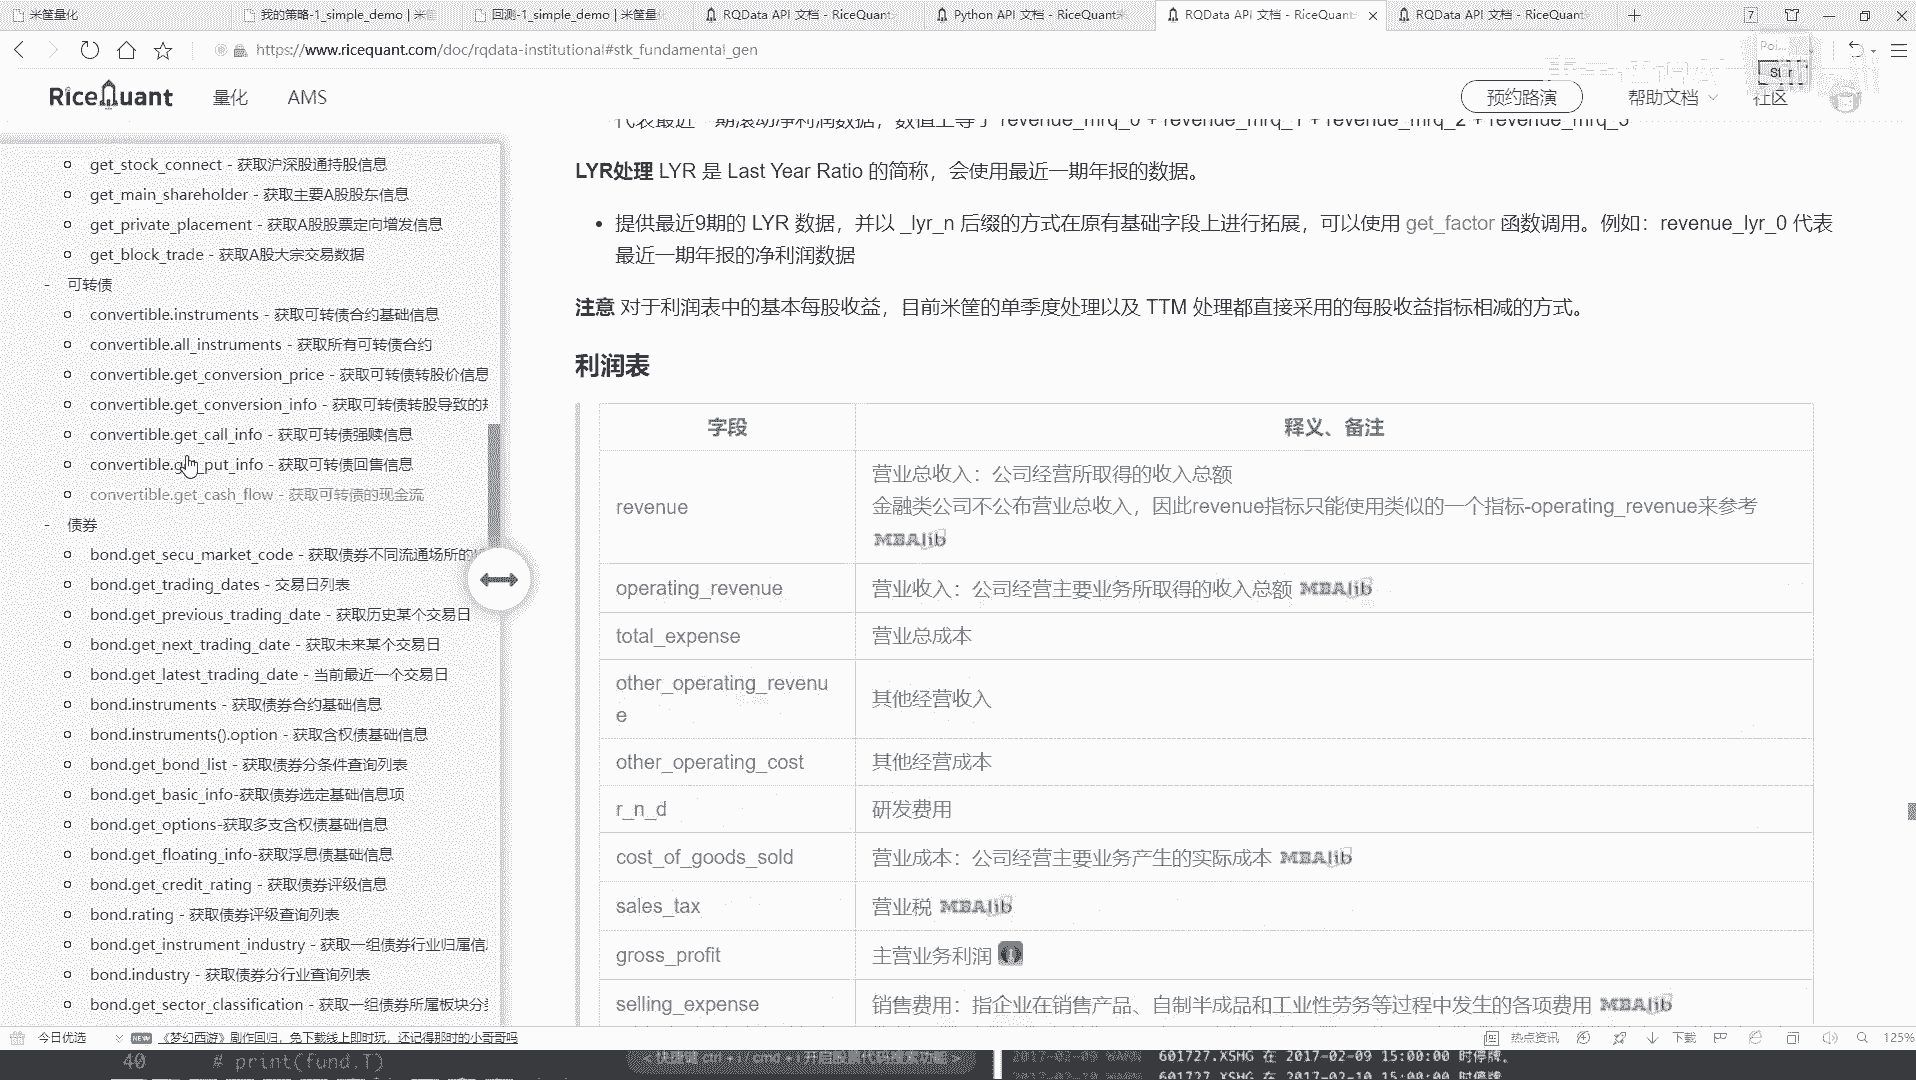 米筐量化
我的策略-1_simple_demo | 米筐
回测-1_simple_demo | 米筐量化
RQData API 文档 - RiceQuant
Python API 文档 - RiceQuant
RQData API 文档 - RiceQuant
RQData API 文档 - RiceQuant
7
https://www.ricequant.com/doc/rqdata-institutional#stk_fundamental_gen
RiceQuant
量化
AMS
预约路演
帮助文档
社区
get_stock_connect - 获取沪深股通持股信息
get_main_shareholder - 获取主要A股股东信息
get_private_placement - 获取A股股票定向增发信息
get_block_trade - 获取A股大宗交易数据
- 可转债
convertible.instruments - 获取可转债合约基础信息
convertible.all_instruments - 获取所有可转债合约
convertible.get_conversion_price - 获取可转债转股价信息
convertible.get_conversion_info - 获取可转债转股导致的
convertible.get_call_info - 获取可转债强赎信息
convertible.get_put_info - 获取可转债回售信息
convertible.get_cash_flow - 获取可转债的现金流
- 债券
bond.get_secu_market_code - 获取债券不同流通场所的
bond.get_trading_dates - 交易日列表
bond.get_previous_trading_date - 获取历史某个交易日
bond.get_next_trading_date - 获取未来某个交易日
bond.get_latest_trading_date - 当前最近一个交易日
bond.instruments - 获取债券合约基础信息
bond.instruments().option - 获取含权债基础信息
bond.get_bond_list - 获取债券分条件查询列表
bond.get_basic_info-获取债券选定基础信息项
bond.get_options-获取多支含权债基础信息
bond.get_floating_info-获取浮息债基础信息
bond.get_credit_rating - 获取债券评级信息
bond.rating - 获取债券评级查询列表
bond.get_instrument_industry - 获取一组债券行业归属信
bond.industry - 获取债券分行业查询列表
bond.get_sector_classification - 获取一组债券所属板块分
代表最近一期滚动净利润数据，数值上等于 revenue_mrq_0 + revenue_mrq_1 + revenue_mrq_2 + revenue_mrq_3
LYR处理 LYR 是 Last Year Ratio 的简称，会使用最近一期年报的数据。
• 提供最近9期的 LYR 数据，并以 _lyr_n 后缀的方式在原有基础字段上进行拓展，可以使用 get_factor 函数调用。例如：revenue_lyr_0 代表
最近一期年报的净利润数据
注意 对于利润表中的基本每股收益，目前米筐的单季度处理以及 TTM 处理都直接采用的每股收益指标相减的方式。
利润表
字段 释义、备注
revenue
营业总收入：公司经营所取得的收入总额
金融类公司不公布营业总收入，因此revenue指标只能使用类似的一个指标-operating_revenue来参考
MBAlib
operating_revenue 营业收入：公司经营主要业务所取得的收入总额 MBAlib
total_expense 营业总成本
other_operating_revenu
e
其他经营收入
other_operating_cost 其他经营成本
r_n_d 研发费用
cost_of_goods_sold 营业成本：公司经营主要业务产生的实际成本 MBAlib
sales_tax 营业税 MBAlib
gross_profit 主营业务利润
selling_expense 销售费用：指企业在销售产品、自制半成品和工业性劳务等过程中发生的各项费用 MBAlib
今日优选
NEW 《梦幻西游》剧作回归，免下载线上即时玩，还记得那时的小哥哥吗
热点资讯
下载
125%
40 # print(fund.T)
<快捷键 ctrl + i / cmd + i 开启股票代码搜索功能>
2017-02-09 WARN 601727.XSHG 在 2017-02-09 15:00:00 时停牌。
2017-02-10 WARN 601727.XSHG 在 2017-02-10 15:00:00 时停牌。